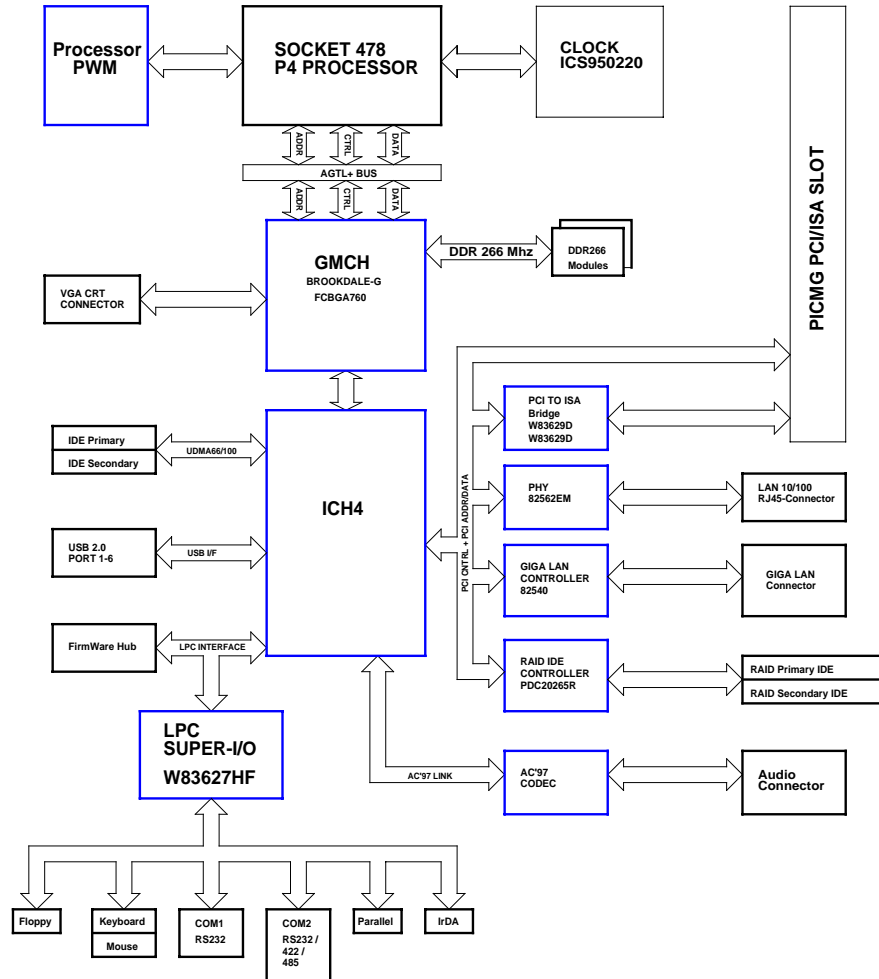 Processor
PWM
SOCKET 478
P4 PROCESSOR
CLOCK
ICS950220
PICMG PCI/ISA SLOT
ADDR
CTRL
DATA
AGTL+ BUS
ADDR
CTRL
DATA
GMCH
BROOKDALE-G
FCBGA760
DDR 266 Mhz
DDR266
Modules
VGA CRT
CONNECTOR
PCI TO ISA
Bridge
W83629D
W83629D
IDE Primary
IDE Secondary
UDMA66/100
ICH4
PCI CNTRL + PCI ADDR/DATA
PHY
82562EM
LAN 10/100
RJ45-Connector
USB 2.0
PORT 1-6
USB I/F
GIGA LAN
CONTROLLER
82540
GIGA LAN
Connector
FirmWare Hub
LPC INTERFACE
RAID IDE
CONTROLLER
PDC20265R
RAID Primary IDE
RAID Secondary IDE
LPC
SUPER-I/O
W83627HF
AC'97 LINK
AC'97
CODEC
Audio
Connector
Floppy
Keyboard
Mouse
COM1
RS232
COM2
RS232 /
422 /
485
Parallel
IrDA